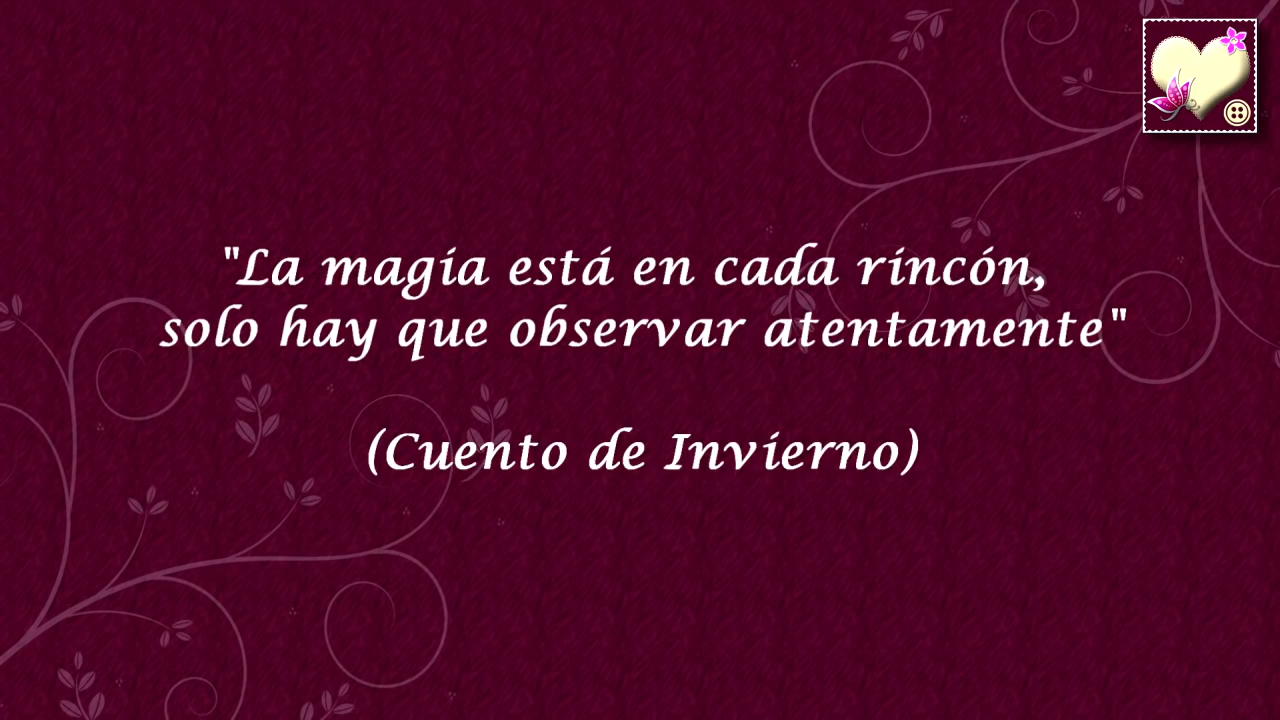 "La magia está en cada rincón,
solo hay que observar atentamente"
(Cuento de Invierno)